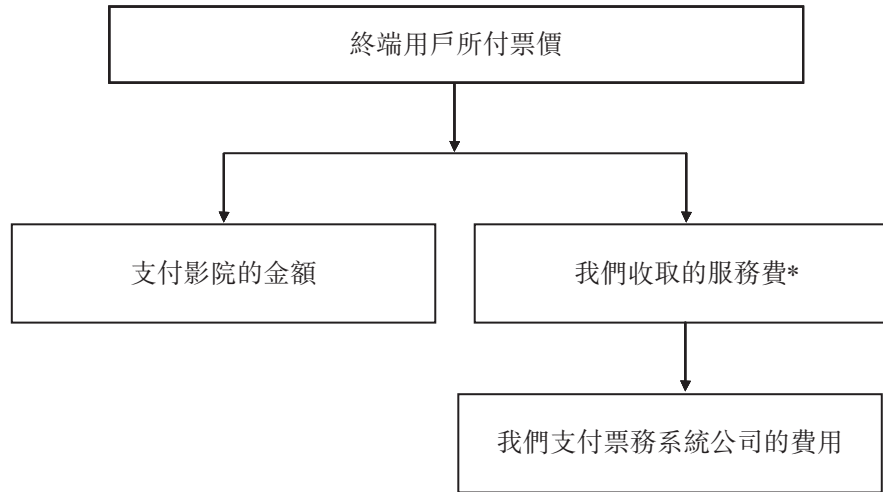 終端用戶所付票價
支付影院的金額
我們收取的服務費*
我們支付票務系統公司的費用